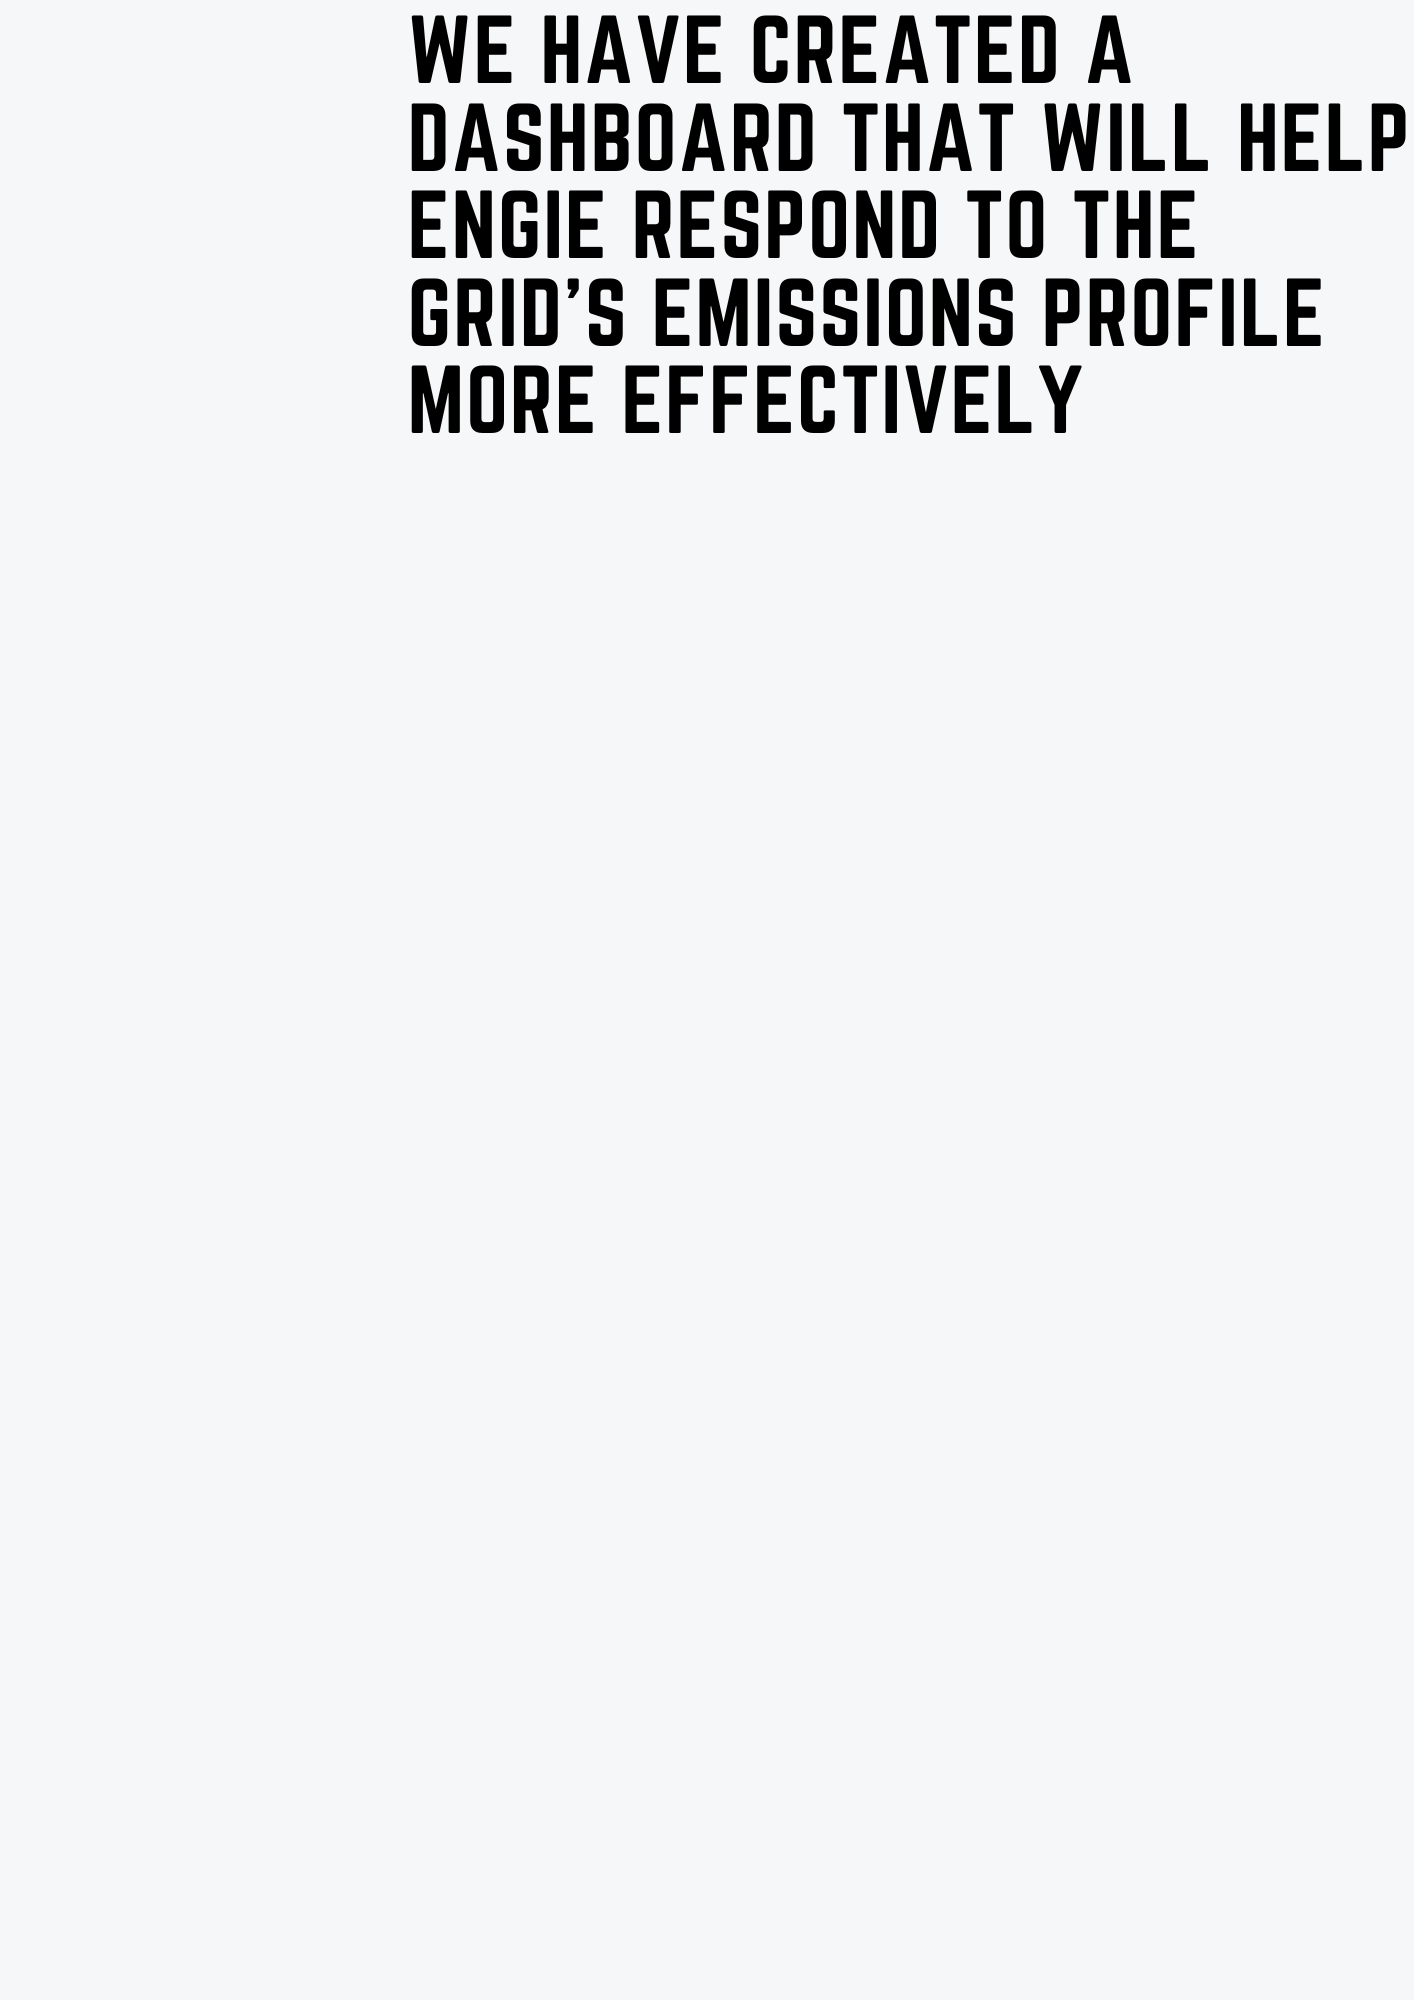 WE HAVE CREATED A
DASHBOARD THAT WILL HELP
ENGIE RESPOND TO THE
GRID’S EMISSIONS PROFILE
MORE EFFECTIVELY